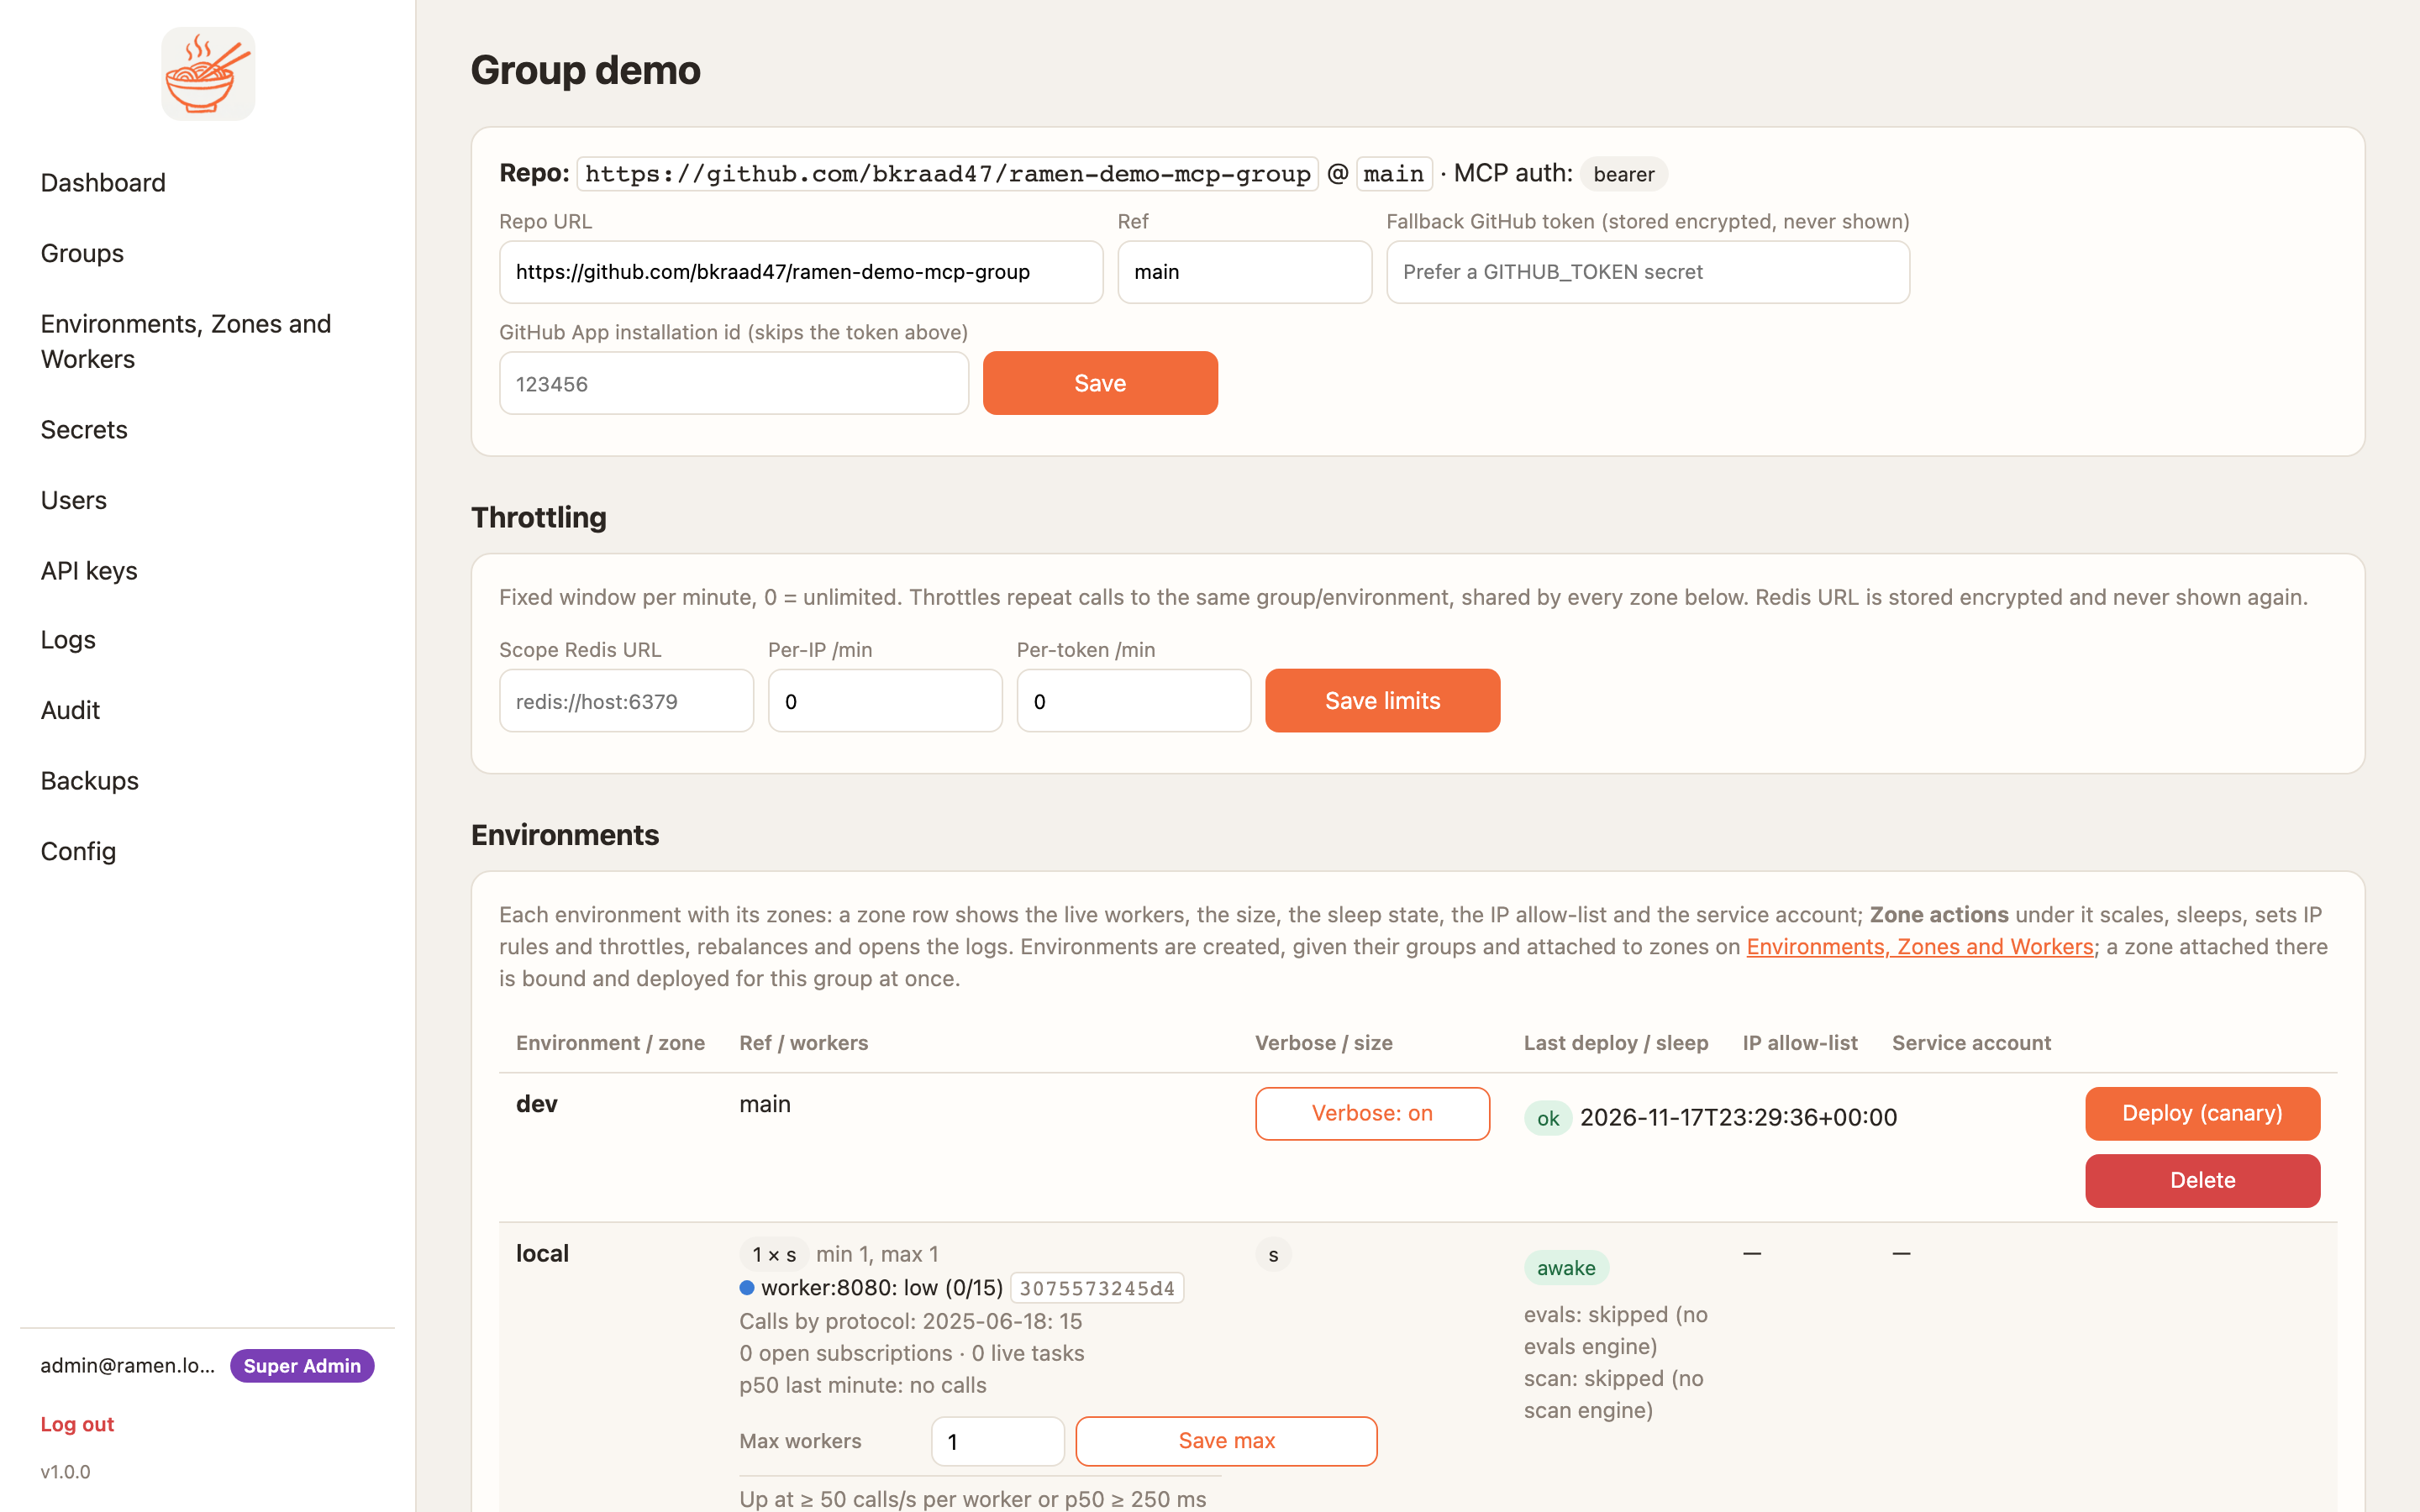 Dashboard
Groups
Environments, Zones and
Workers
Secrets
Users
API keys
Logs
Audit
Backups
Config
admin@ramen.lo... Super Admin
Log out
v1.0.0
Group demo
Repo: https://github.com/bkraad47/ramen-demo-mcp-group @ main · MCP auth: bearer
Repo URL Ref Fallback GitHub token (stored encrypted, never shown)
https://github.com/bkraad47/ramen-demo-mcp-group main Prefer a GITHUB_TOKEN secret
GitHub App installation id (skips the token above)
123456 Save
Throttling
Fixed window per minute, 0 = unlimited. Throttles repeat calls to the same group/environment, shared by every zone below. Redis URL is stored encrypted and never shown again.
Scope Redis URL Per-IP /min Per-token /min
redis://host:6379 0 0 Save limits
Environments
Each environment with its zones: a zone row shows the live workers, the size, the sleep state, the IP allow-list and the service account; Zone actions under it scales, sleeps, sets IP
rules and throttles, rebalances and opens the logs. Environments are created, given their groups and attached to zones on Environments, Zones and Workers; a zone attached there
is bound and deployed for this group at once.
Environment / zone Ref / workers Verbose / size Last deploy / sleep IP allow-list Service account
dev main Verbose: on ok 2026-11-17T23:29:36+00:00 Deploy (canary)
Delete
local 1 × s min 1, max 1 s awake — —
worker:8080: low (0/15) 3075573245d4
Calls by protocol: 2025-06-18: 15
0 open subscriptions · 0 live tasks
p50 last minute: no calls
evals: skipped (no
evals engine)
scan: skipped (no
scan engine)
Max workers 1 Save max
Up at ≥ 50 calls/s per worker or p50 ≥ 250 ms